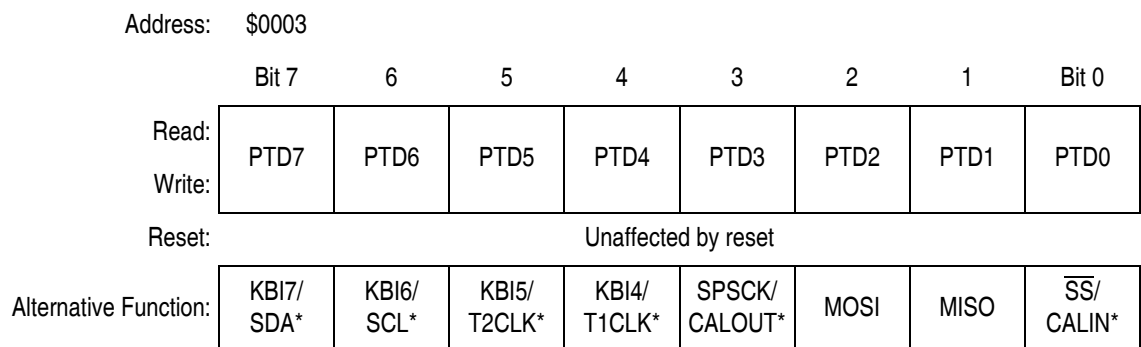 Address: $0003
Bit 7 6 5 4 3 2 1 Bit 0
Read:
PTD7 PTD6 PTD5 PTD4 PTD3 PTD2 PTD1 PTD0
Write:
Reset: Unaffected by reset
Alternative Function: KBI7/ KBI6/ KBI5/ KBI4/ SPSCK/ MOSI MISO S̅S̅/
SDA* SCL* T2CLK* T1CLK* CALOUT* CALIN*